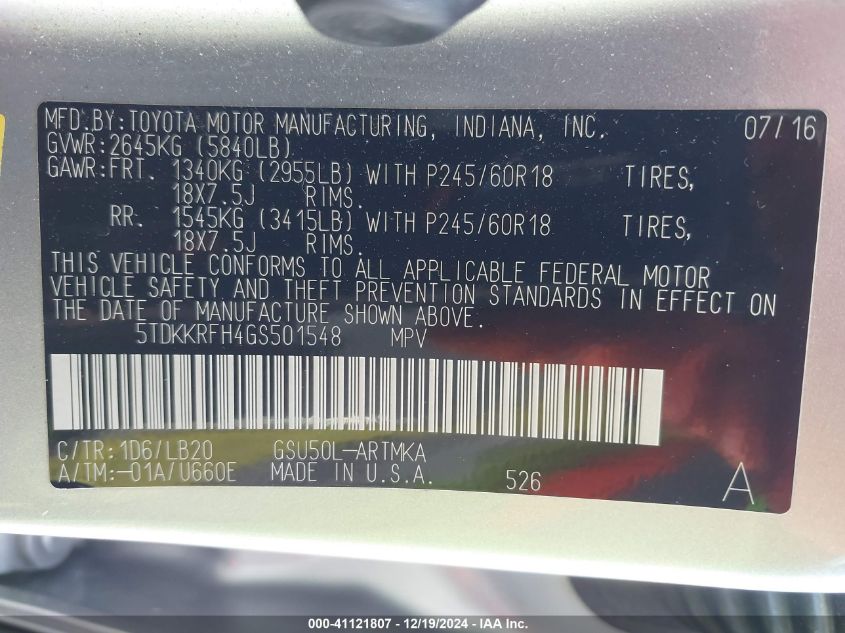 MFD.BY:TOYOTA MOTOR MANUFACTURING, INDIANA, INC. 07/16
GVWR:2645KG (5840LB)
GAWR:FRT. 1340KG (2955LB) WITH P245/60R18 TIRES,
18X7.5J RIMS.
RR. 1545KG (3415LB) WITH P245/60R18 TIRES,
18X7.5J RIMS.
THIS VEHICLE CONFORMS TO ALL APPLICABLE FEDERAL MOTOR
VEHICLE SAFETY AND THEFT PREVENTION STANDARDS IN EFFECT ON
THE DATE OF MANUFACTURE SHOWN ABOVE.
5TDKKRFH4GS501548 MPV
C/TR:1D6/LB20 GSU50L-ARTMKA
A/TM:-01A/U660E MADE IN U.S.A. 526 A
000-41121807 - 12/19/2024 - IAA Inc.